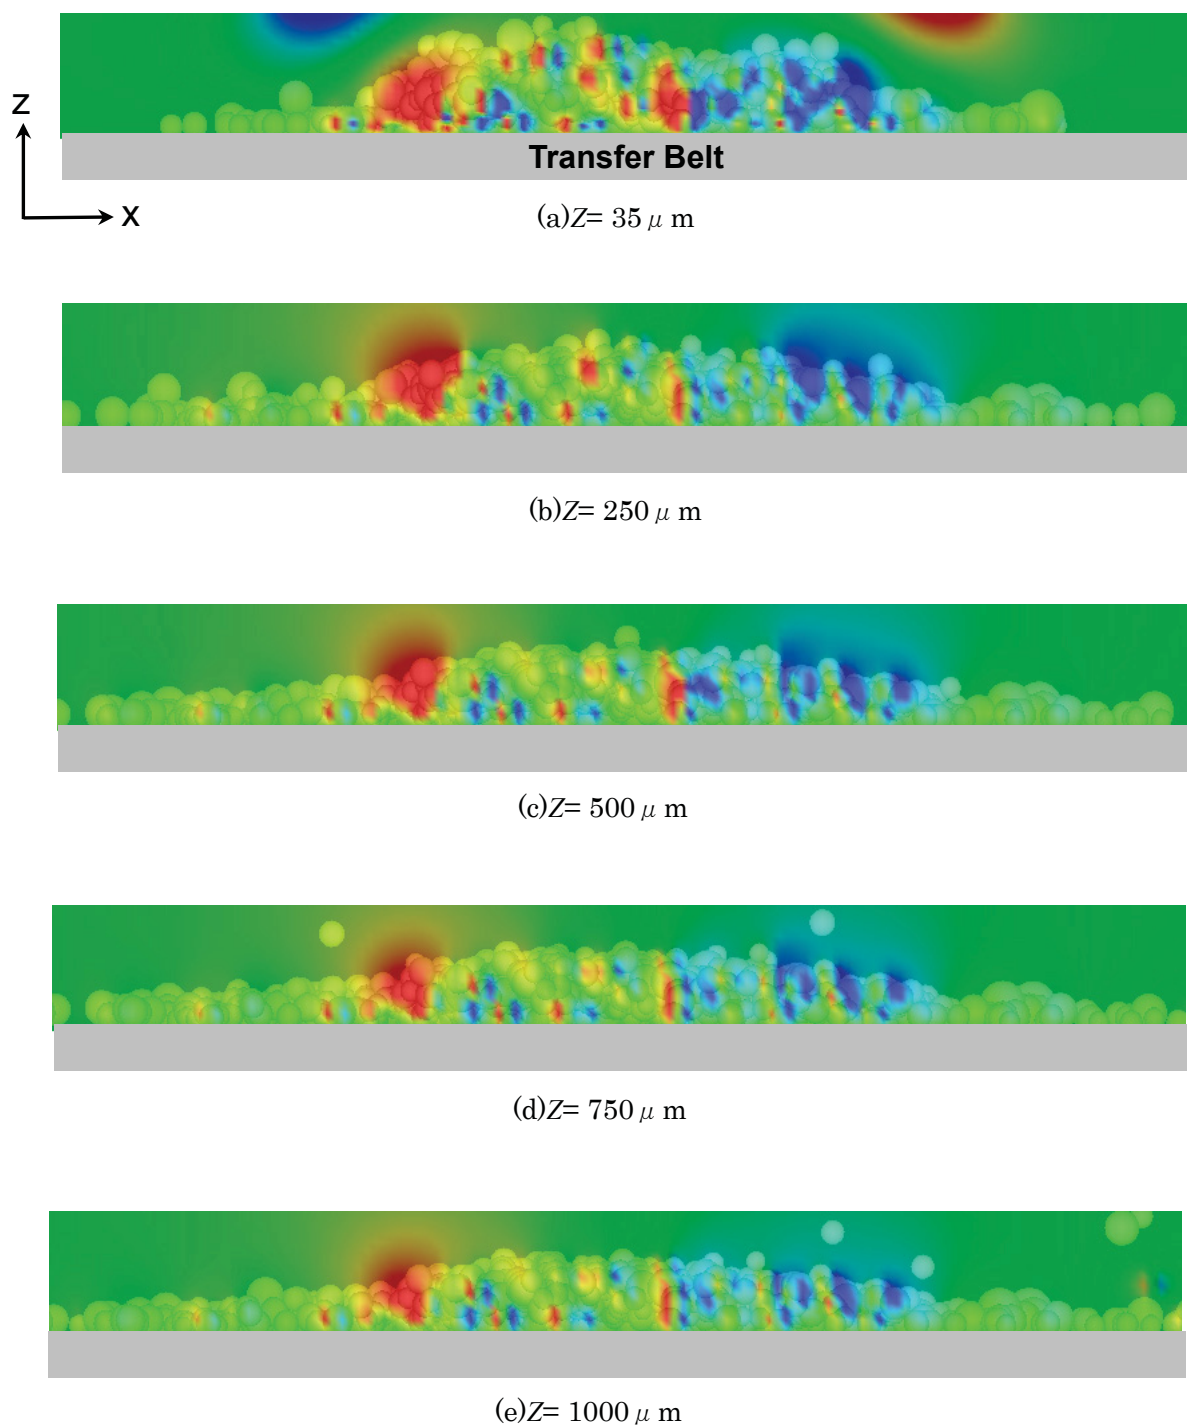 Z
X
Transfer Belt
(a)Z= 35 μ m
(b)Z= 250 μ m
(c)Z= 500 μ m
(d)Z= 750 μ m
(e)Z= 1000 μ m